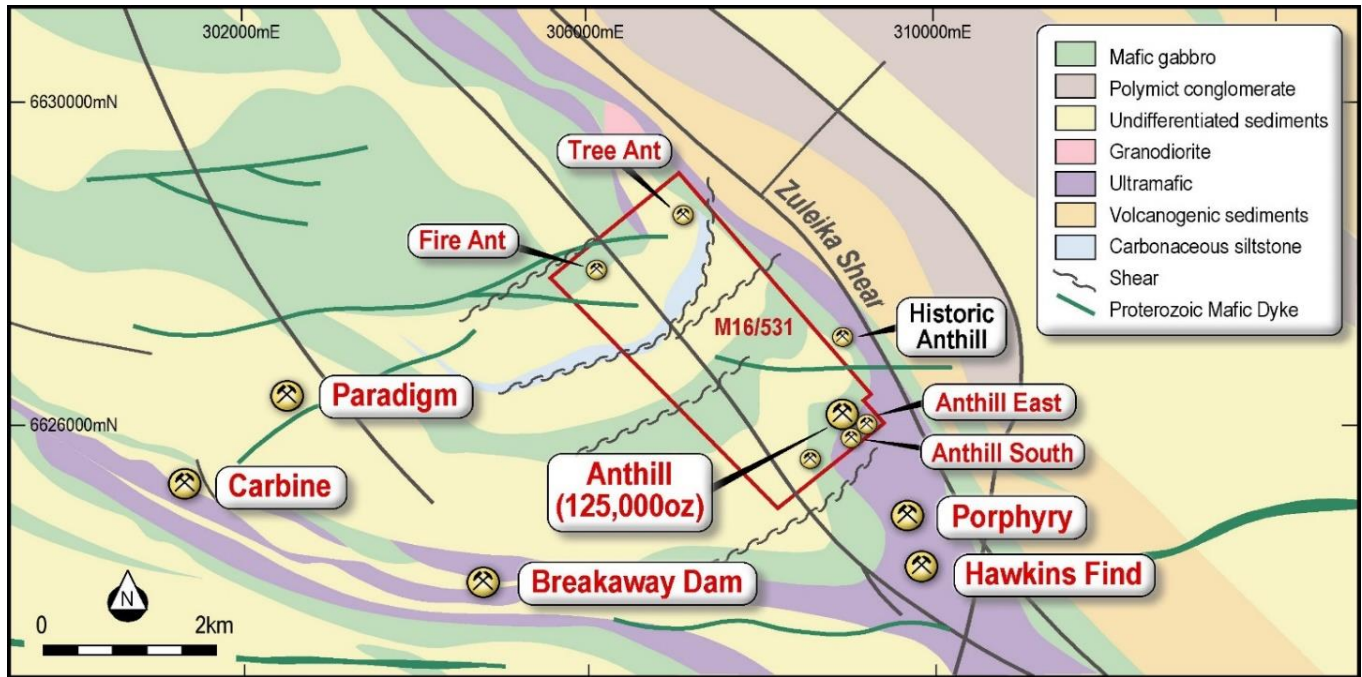 302000mE
306000mE
310000mE
6630000mN
6626000mN
Mafic gabbro
Polymict conglomerate
Undifferentiated sediments
Granodiorite
Ultramafic
Volcanogenic sediments
Carbonaceous siltstone
Shear
Proterozoic Mafic Dyke
Tree Ant
Fire Ant
Zuleika Shear
M16/531
Historic
Anthill
Paradigm
Anthill East
Anthill South
Carbine
Anthill
(125,000oz)
Porphyry
Breakaway Dam
Hawkins Find
N
0
2km